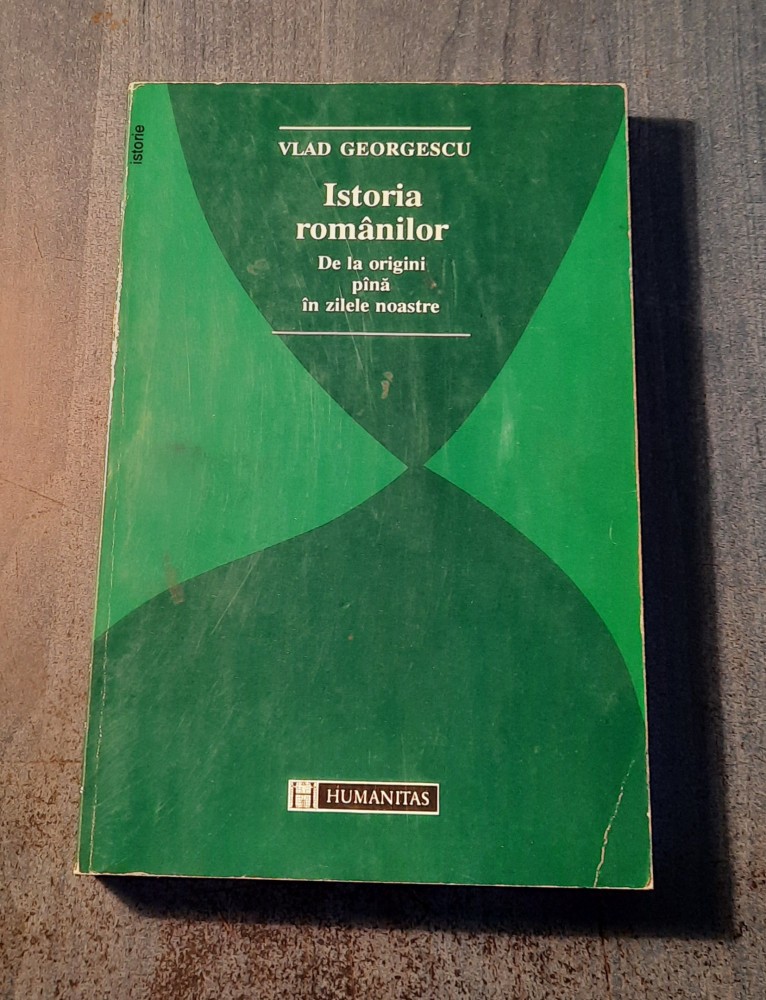 istorie
VLAD GEORGESCU
Istoria
românilor
De la origini
pînă
în zilele noastre
H HUMANITAS